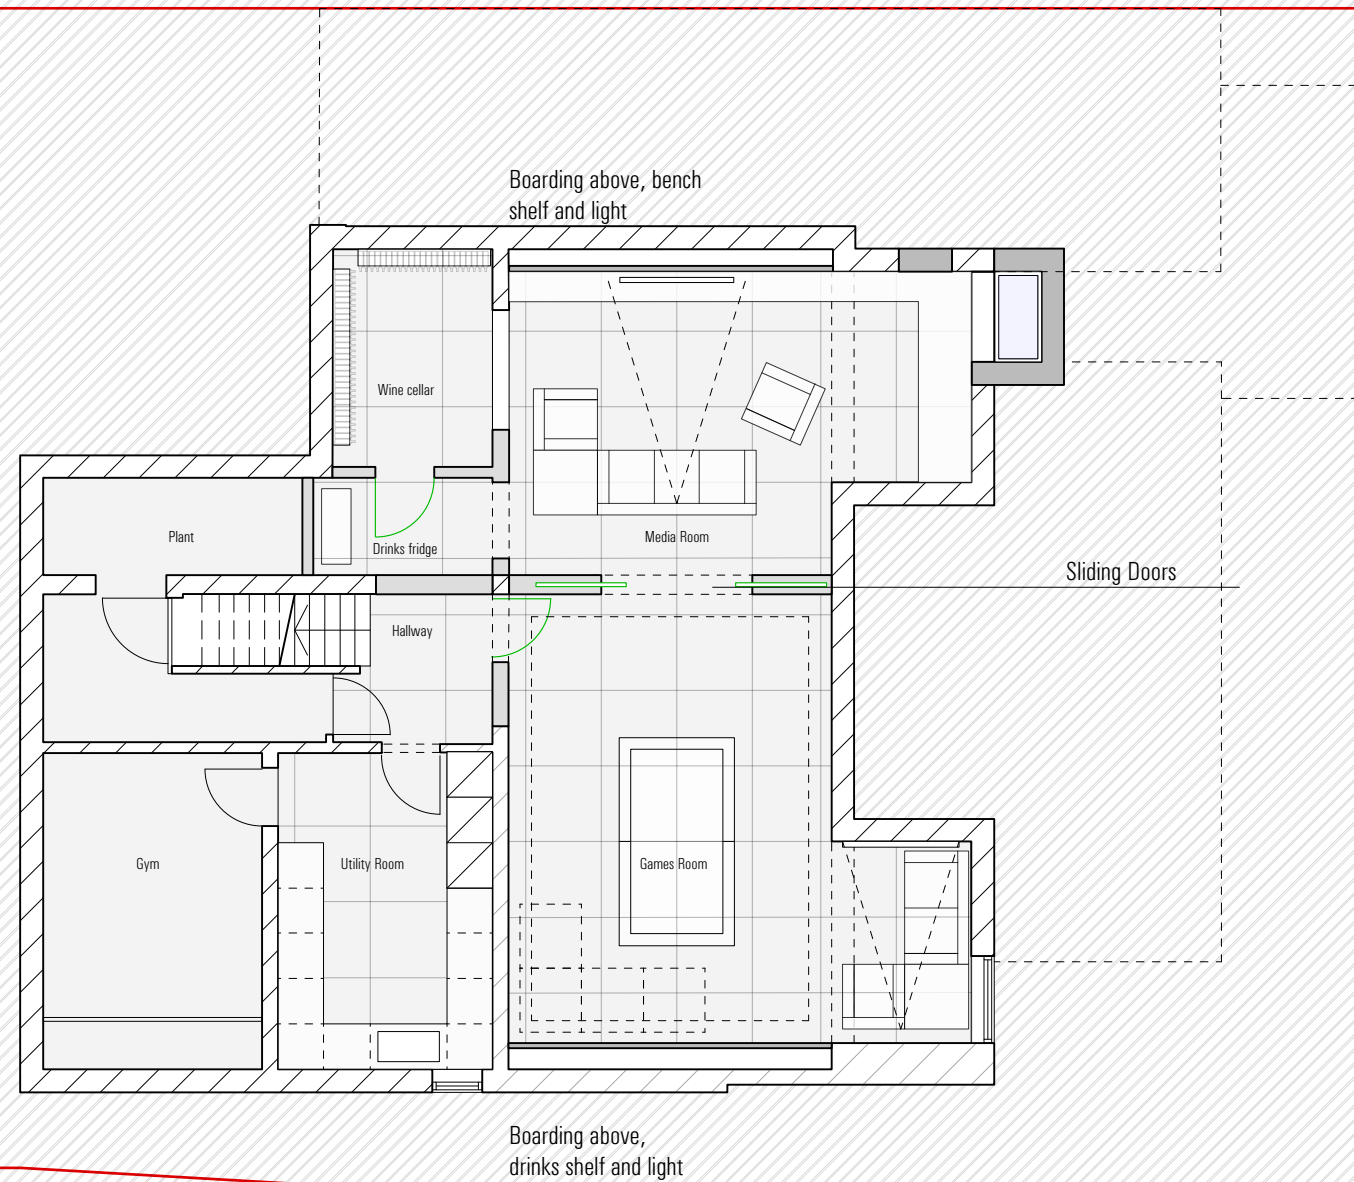 Boarding above, bench
shelf and light
Wine cellar
Plant
Drinks fridge
Media Room
Sliding Doors
Hallway
Gym
Utility Room
Games Room
Boarding above,
drinks shelf and light